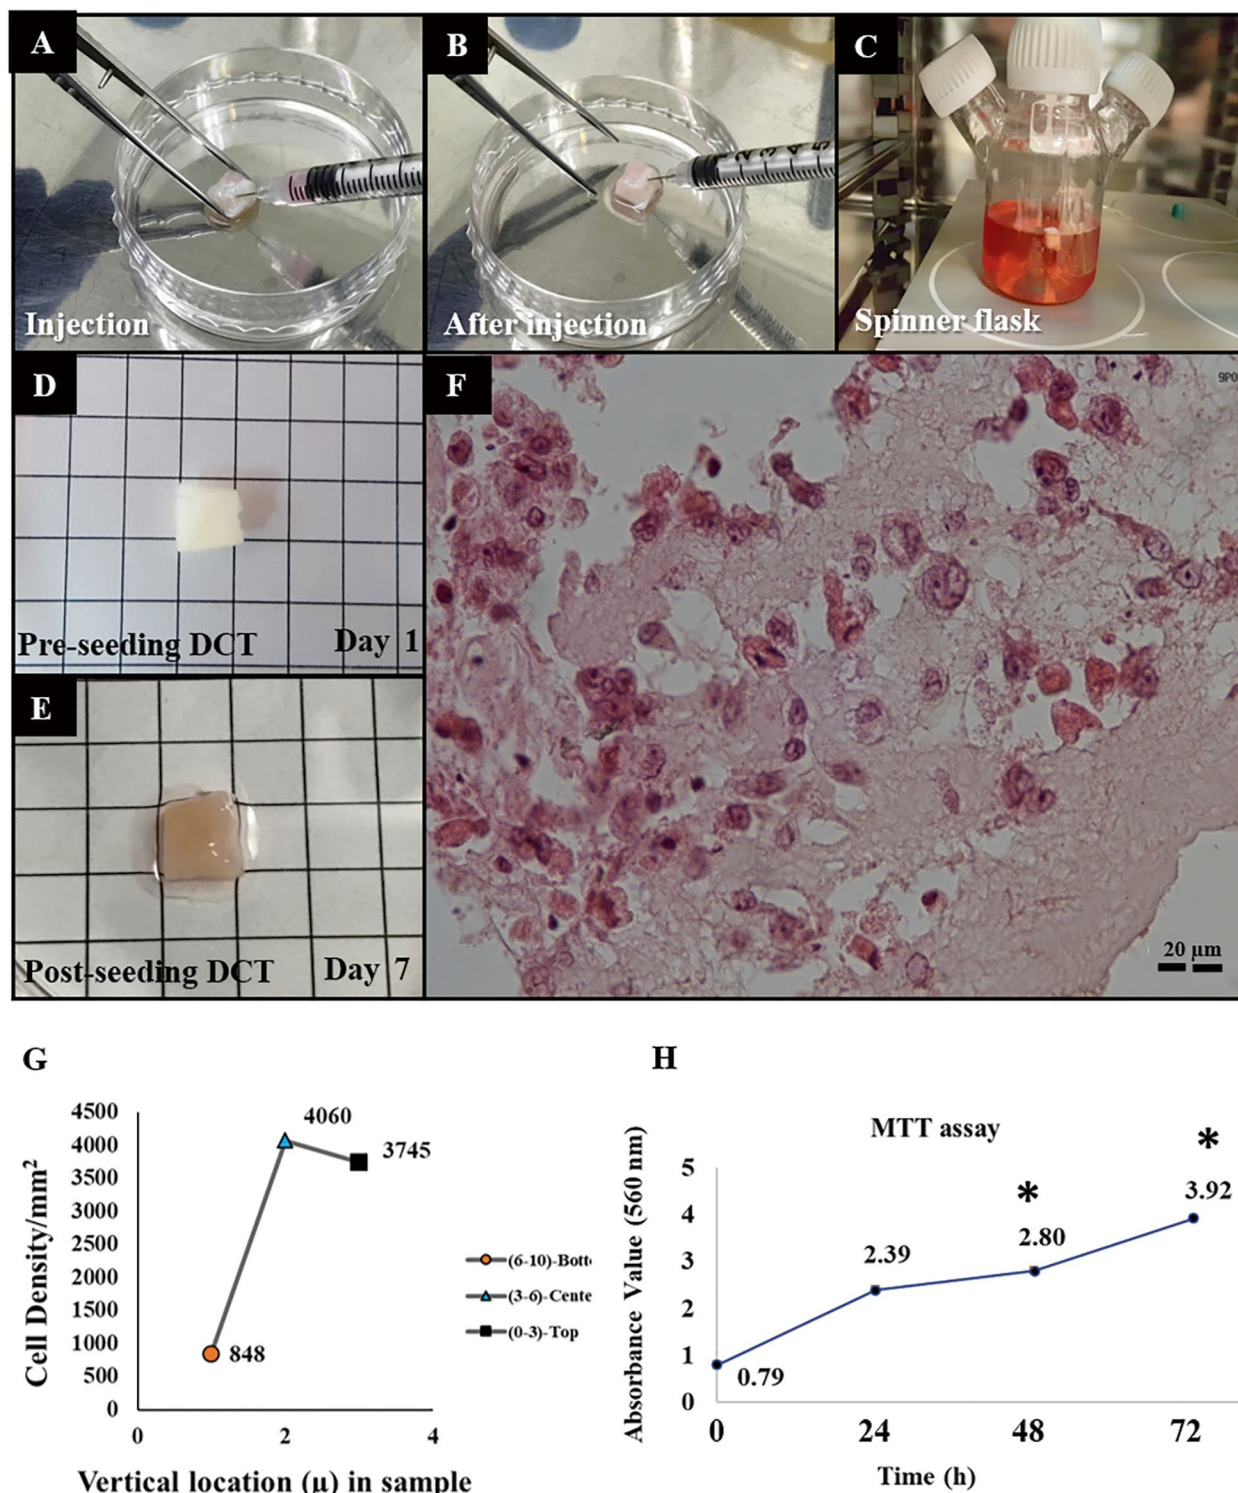 A
B
C
Injection
After injection
Spinner flask
D
Pre-seeding DCT Day 1
E
Post-seeding DCT Day 7
F
20 µm
G
4500
4000
3500
3000
2500
2000
1500
1000
500
0
Cell Density/mm²
4060
3745
848
(6-10)-Bott
(3-6)-Cente
(0-3)-Top
0 2 4
Vertical location (µ) in sample
H
MTT assay
Absorbance Value (560 nm)
5
4
3
2
1
0
*
*
3.92
2.80
2.39
0.79
0 24 48 72
Time (h)